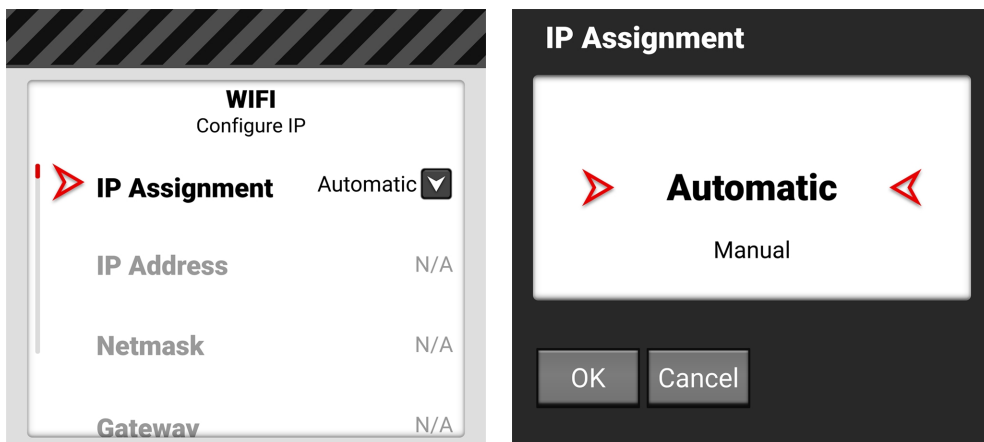 WIFI
Configure IP
IP Assignment Automatic
IP Address N/A
Netmask N/A
Gateway N/A
IP Assignment
Automatic
Manual
OK Cancel